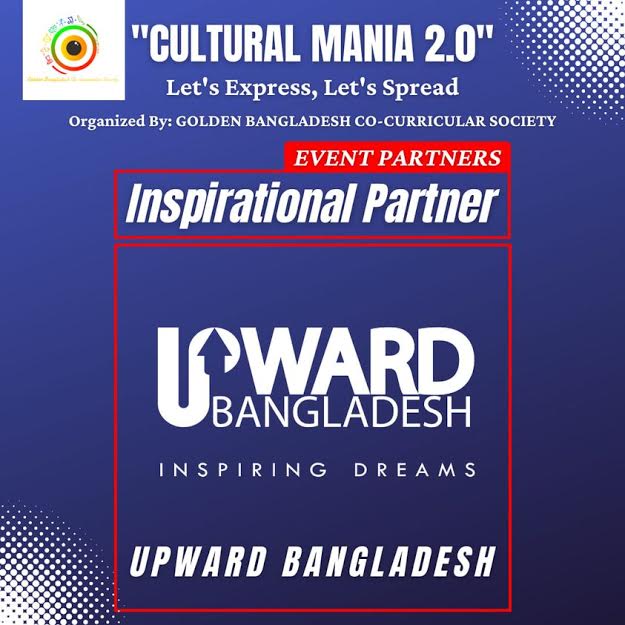 "CULTURAL MANIA 2.0"
Let's Express, Let's Spread
Organized By: GOLDEN BANGLADESH CO-CURRICULAR SOCIETY
EVENT PARTNERS
Inspirational Partner
UPWARD
BANGLADESH
INSPIRING DREAMS
UPWARD BANGLADESH